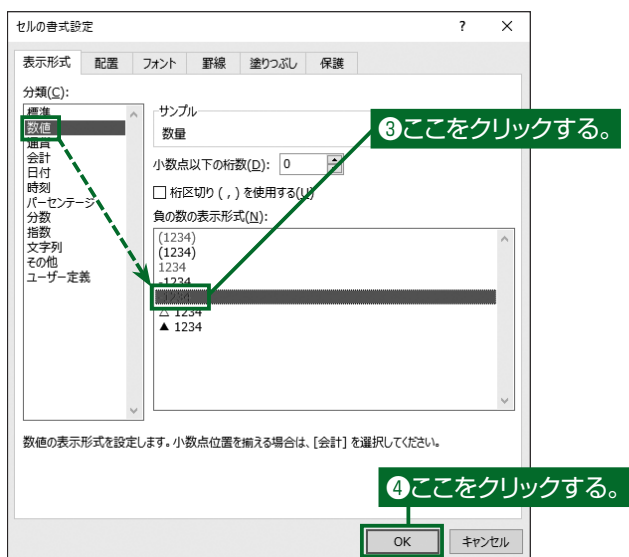 セルの書式設定 ? ×
表示形式 配置 フォント 罫線 塗りつぶし 保護
分類(C):
標準
数値
通貨
会計
日付
時刻
パーセンテージ
分数
指数
文字列
その他
ユーザー定義
サンプル
数量
③ここをクリックする。
小数点以下の桁数(D): 0
桁区切り( , )を使用する(U)
負の数の表示形式(N):
(1234)
(1234)
1234
-1234
-1234
△ 1234
▲ 1234
数値の表示形式を設定します。小数点位置を揃える場合は、[会計] を選択してください。
④ここをクリックする。
OK キャンセル